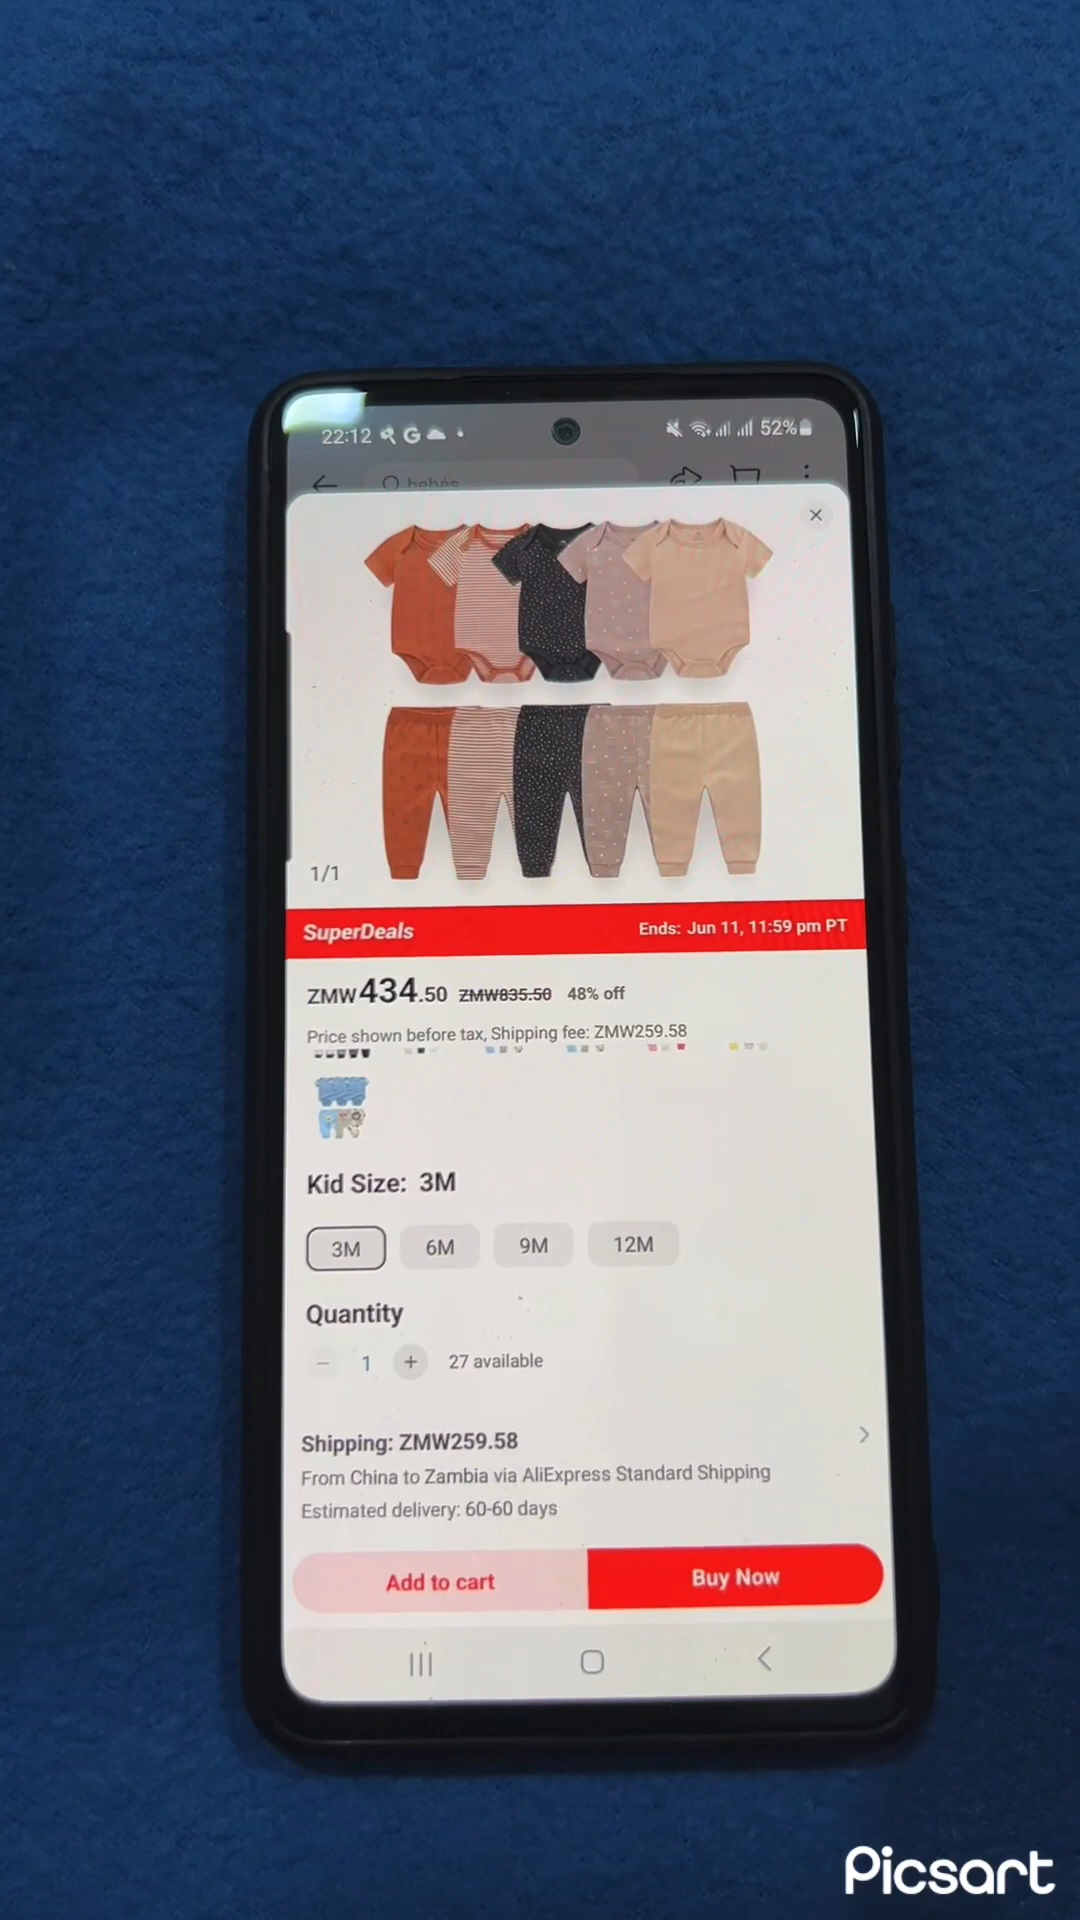 22:12 G 52%
bebés
1/1
SuperDeals Ends: Jun 11, 11:59 pm PT
ZMW434.50 ZMW835.50 48% off
Price shown before tax, Shipping fee: ZMW259.58
Kid Size: 3M
3M 6M 9M 12M
Quantity
− 1 + 27 available
Shipping: ZMW259.58
From China to Zambia via AliExpress Standard Shipping
Estimated delivery: 60-60 days
Add to cart Buy Now
Picsart